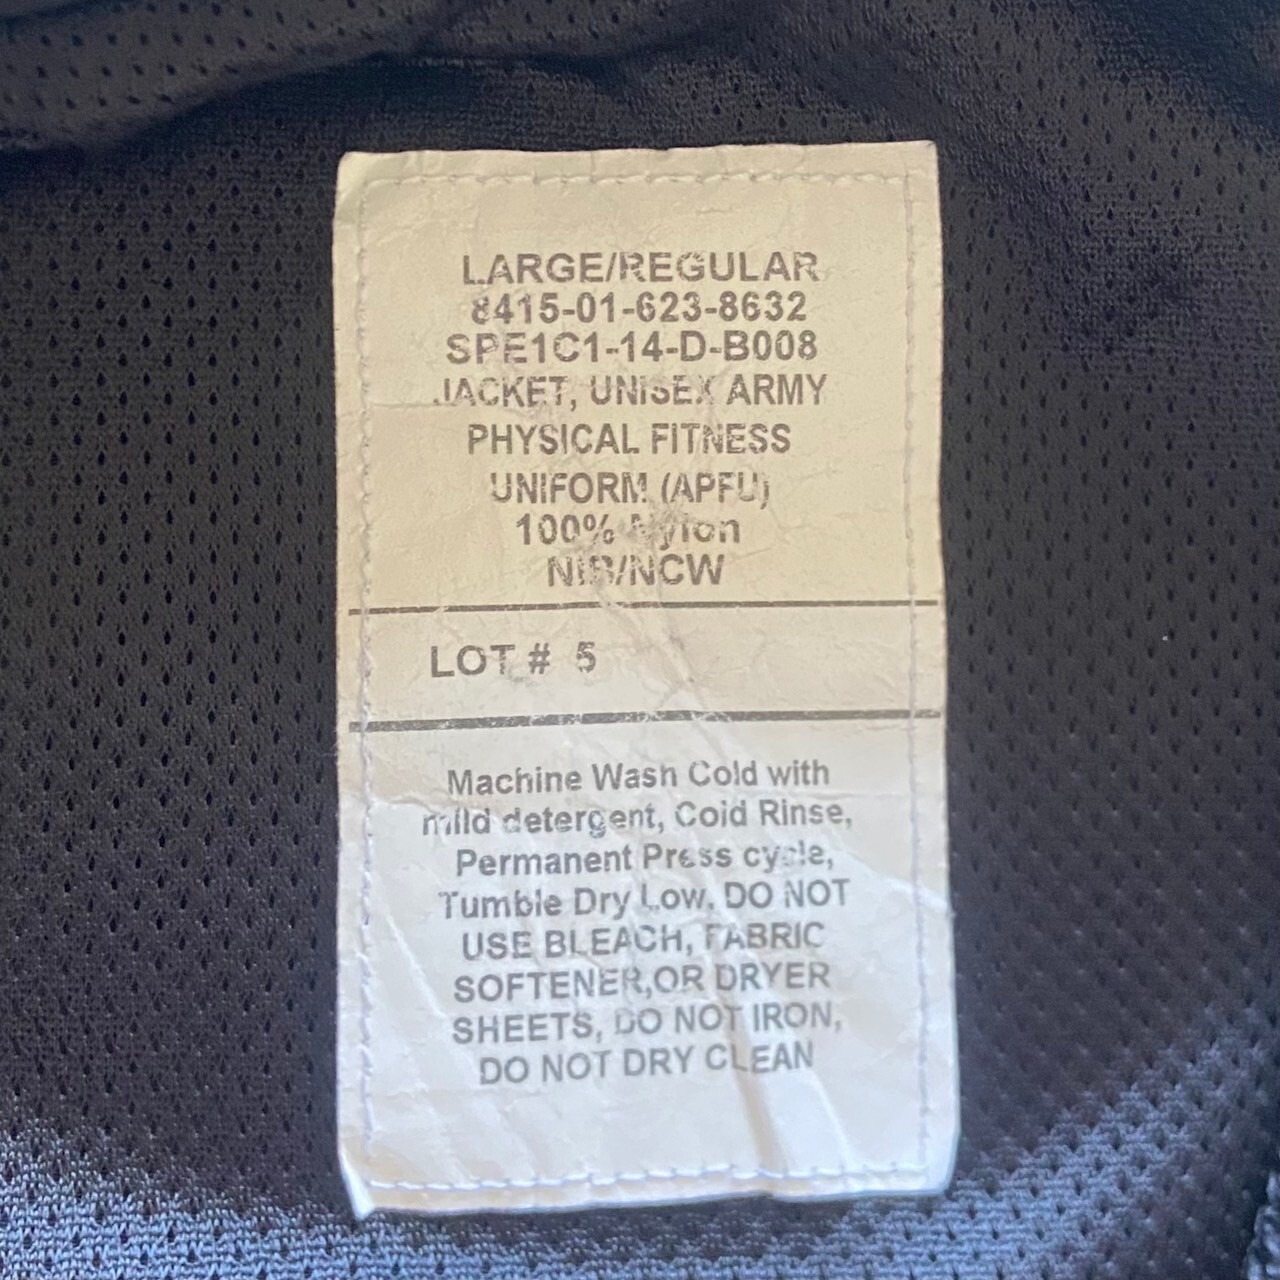 LARGE/REGULAR
8415-01-623-8632
SPE1C1-14-D-B008
JACKET, UNISEX ARMY
PHYSICAL FITNESS
UNIFORM (APFU)
100% Nylon
NIB/NCW
LOT # 5
Machine Wash Cold with
mild detergent, Cold Rinse,
Permanent Press cycle,
Tumble Dry Low. DO NOT
USE BLEACH, FABRIC
SOFTENER,OR DRYER
SHEETS, DO NOT IRON,
DO NOT DRY CLEAN